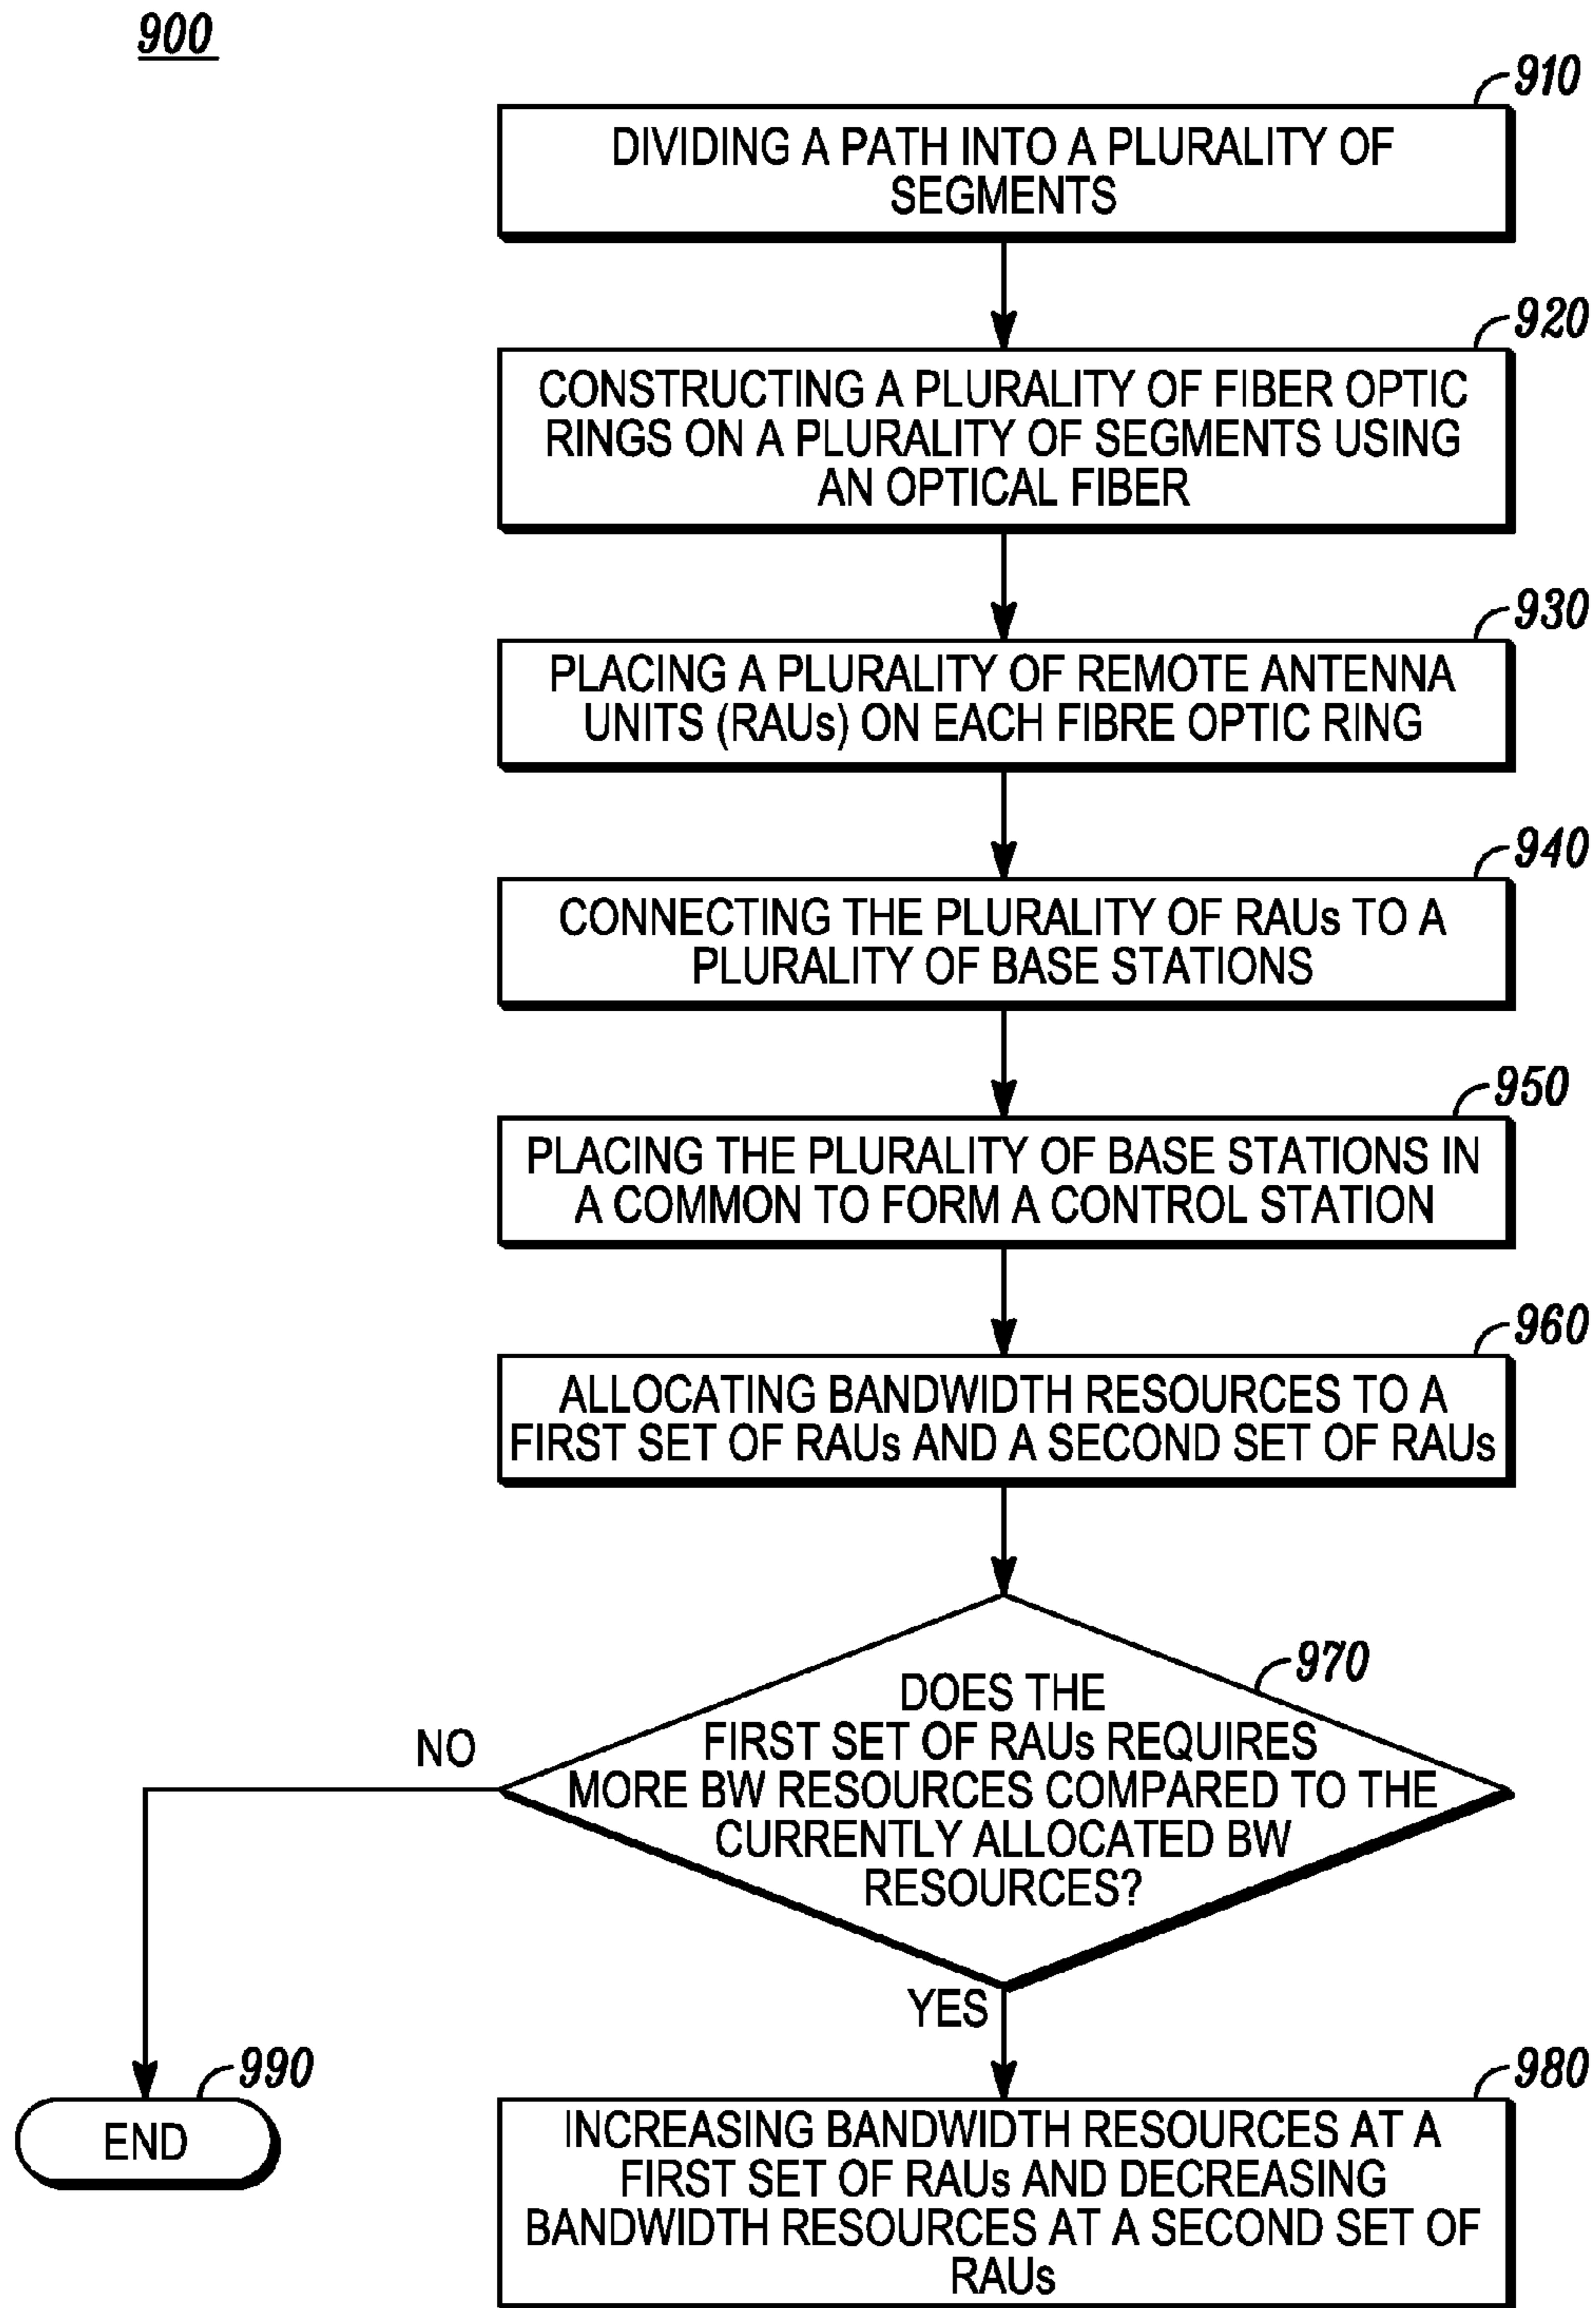 900
910
DIVIDING A PATH INTO A PLURALITY OF
SEGMENTS
920
CONSTRUCTING A PLURALITY OF FIBER OPTIC
RINGS ON A PLURALITY OF SEGMENTS USING
AN OPTICAL FIBER
930
PLACING A PLURALITY OF REMOTE ANTENNA
UNITS (RAUs) ON EACH FIBRE OPTIC RING
940
CONNECTING THE PLURALITY OF RAUs TO A
PLURALITY OF BASE STATIONS
950
PLACING THE PLURALITY OF BASE STATIONS IN
A COMMON TO FORM A CONTROL STATION
960
ALLOCATING BANDWIDTH RESOURCES TO A
FIRST SET OF RAUs AND A SECOND SET OF RAUs
970
DOES THE
FIRST SET OF RAUs REQUIRES
MORE BW RESOURCES COMPARED TO THE
CURRENTLY ALLOCATED BW
RESOURCES?
NO
YES
990
END
980
INCREASING BANDWIDTH RESOURCES AT A
FIRST SET OF RAUs AND DECREASING
BANDWIDTH RESOURCES AT A SECOND SET OF
RAUs